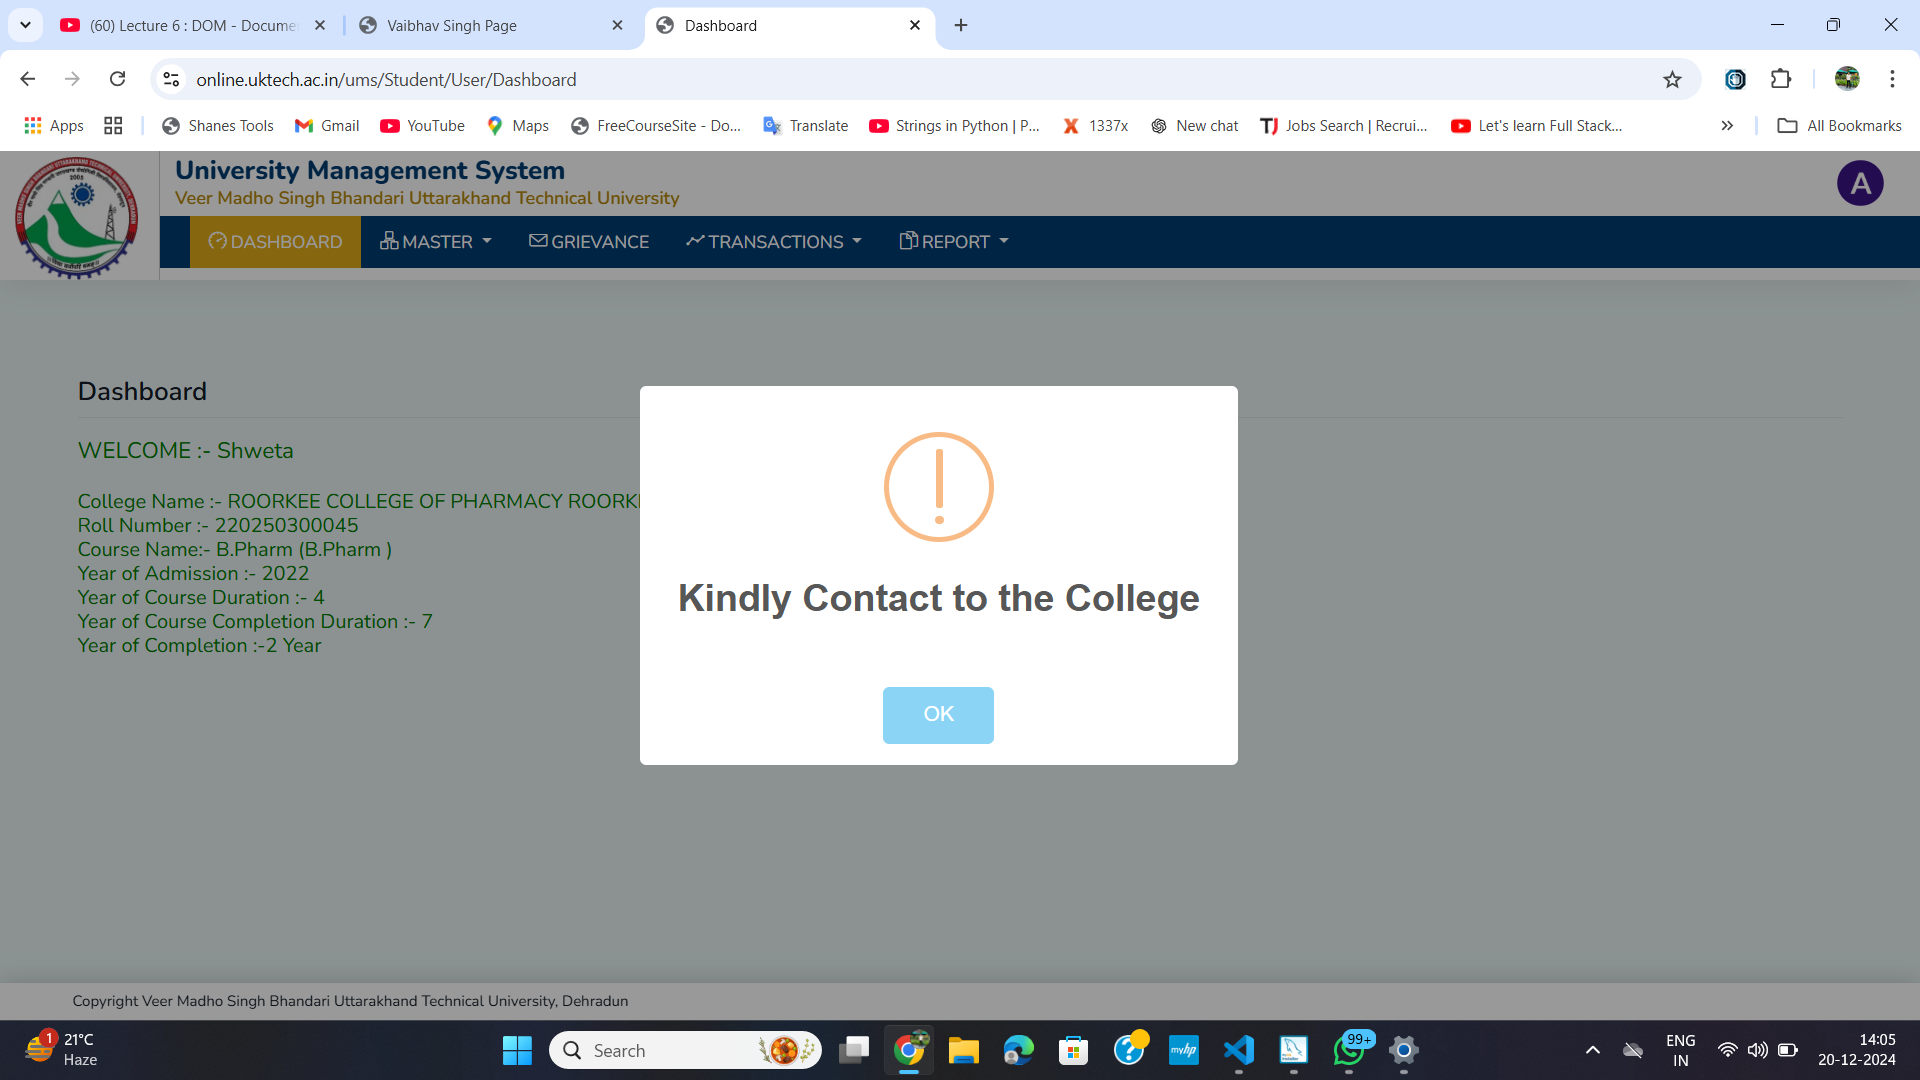 (60) Lecture 6 : DOM - Docume
Vaibhav Singh Page
Dashboard
online.uktech.ac.in/ums/Student/User/Dashboard
Apps
Shanes Tools
Gmail
YouTube
Maps
FreeCourseSite - Do...
Translate
Strings in Python | P...
1337x
New chat
Jobs Search | Recrui...
Let's learn Full Stack...
All Bookmarks
University Management System
Veer Madho Singh Bhandari Uttarakhand Technical University
A
DASHBOARD
MASTER
GRIEVANCE
TRANSACTIONS
REPORT
2005
Dashboard
WELCOME :- Shweta
College Name :- ROORKEE COLLEGE OF PHARMACY ROORK
Roll Number :- 220250300045
Course Name:- B.Pharm (B.Pharm )
Year of Admission :- 2022
Year of Course Duration :- 4
Year of Course Completion Duration :- 7
Year of Completion :-2 Year
Kindly Contact to the College
OK
Copyright Veer Madho Singh Bhandari Uttarakhand Technical University, Dehradun
1
21°C
Haze
Search
myhp
99+
ENG
IN
14:05
20-12-2024